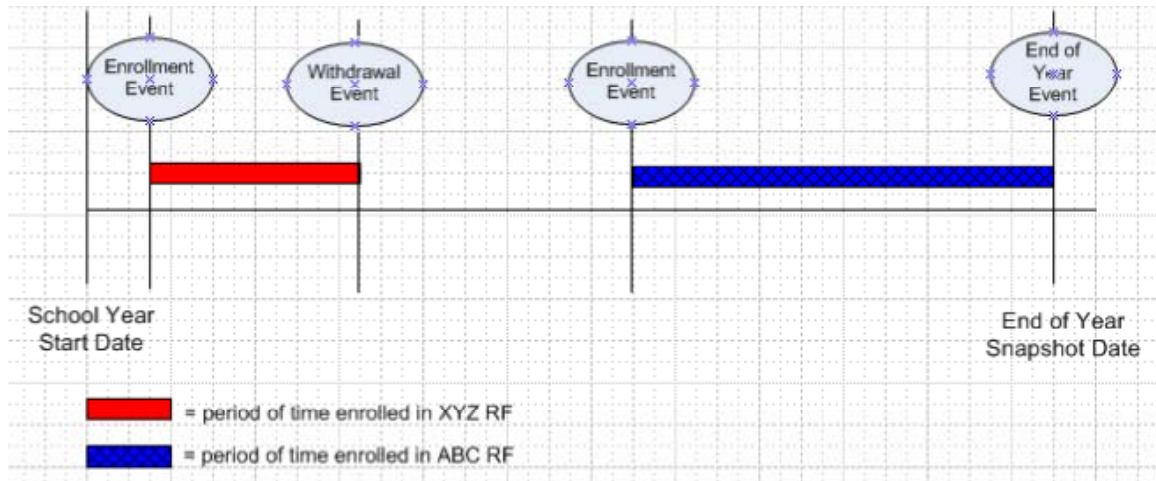 Enrollment
Event
Withdrawal
Event
Enrollment
Event
End of
Year
Event
School Year
Start Date
End of Year
Snapshot Date
= period of time enrolled in XYZ RF
= period of time enrolled in ABC RF